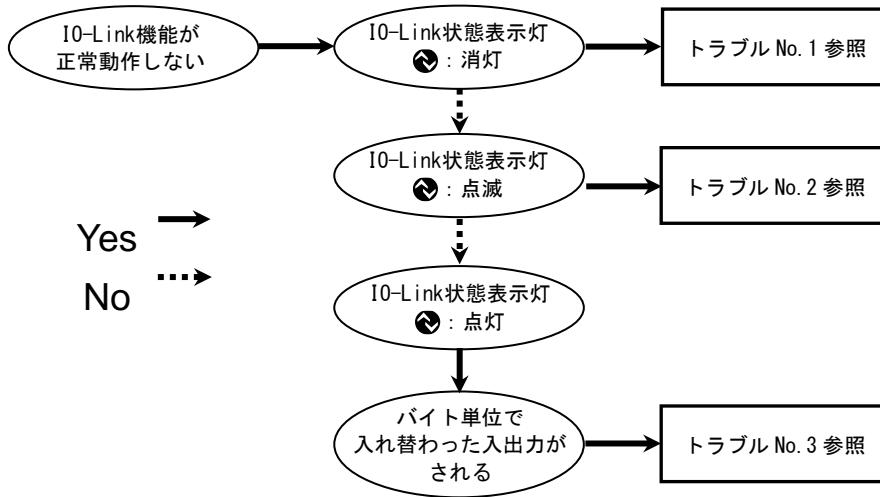 IO-Link機能が
正常動作しない
IO-Link状態表示灯
：消灯
トラブル No.1 参照
IO-Link状態表示灯
：点滅
トラブル No.2 参照
Yes
No
IO-Link状態表示灯
：点灯
バイト単位で
入れ替わった入出力が
される
トラブル No.3 参照